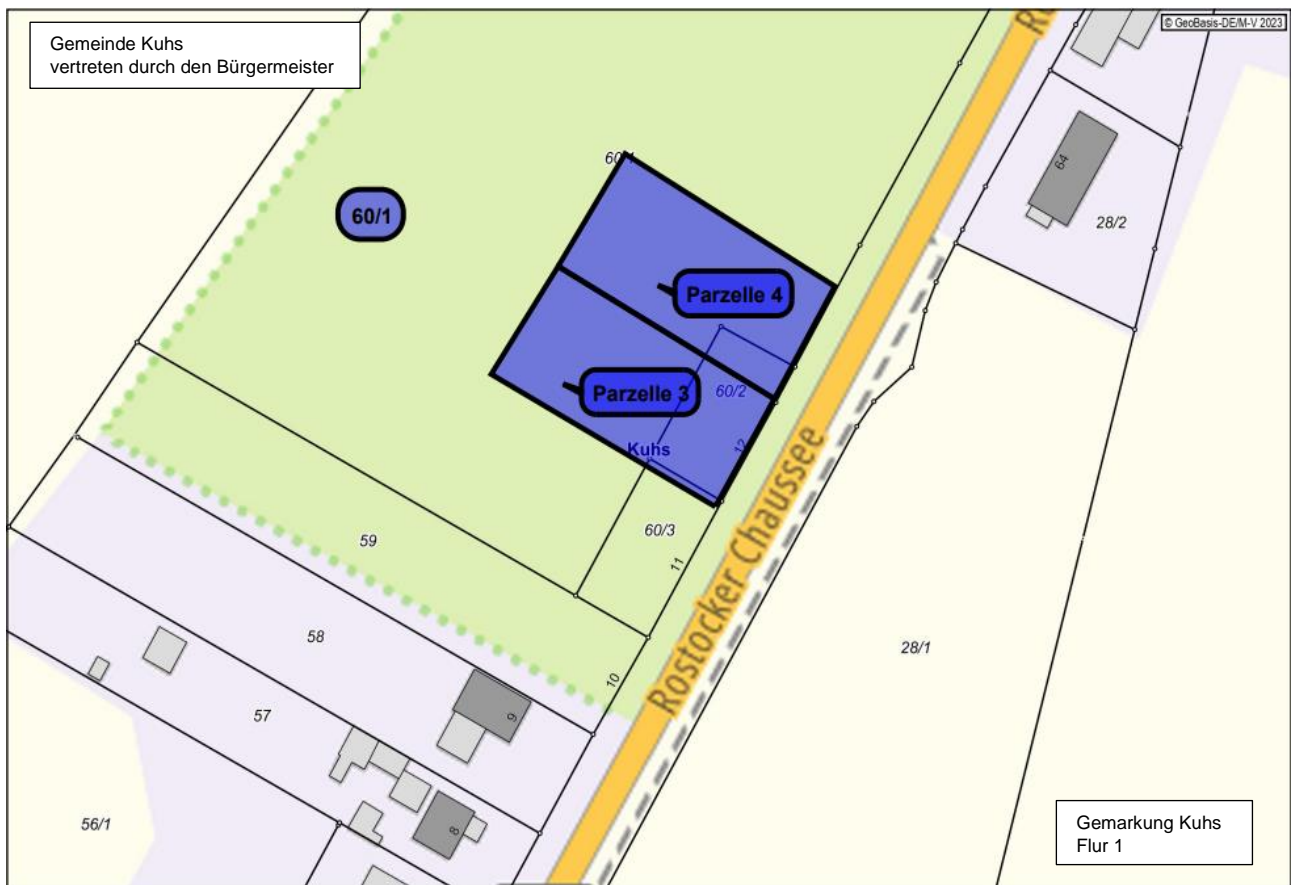 Gemeinde Kuhs
vertreten durch den Bürgermeister
© GeoBasis-DE/M-V 2023
64
28/2
60/1
Parzelle 4
Parzelle 3
60/2
12
Kuhs
60/3
11
59
Rostocker Chaussee
58
10
28/1
57
9
8
56/1
Gemarkung Kuhs
Flur 1